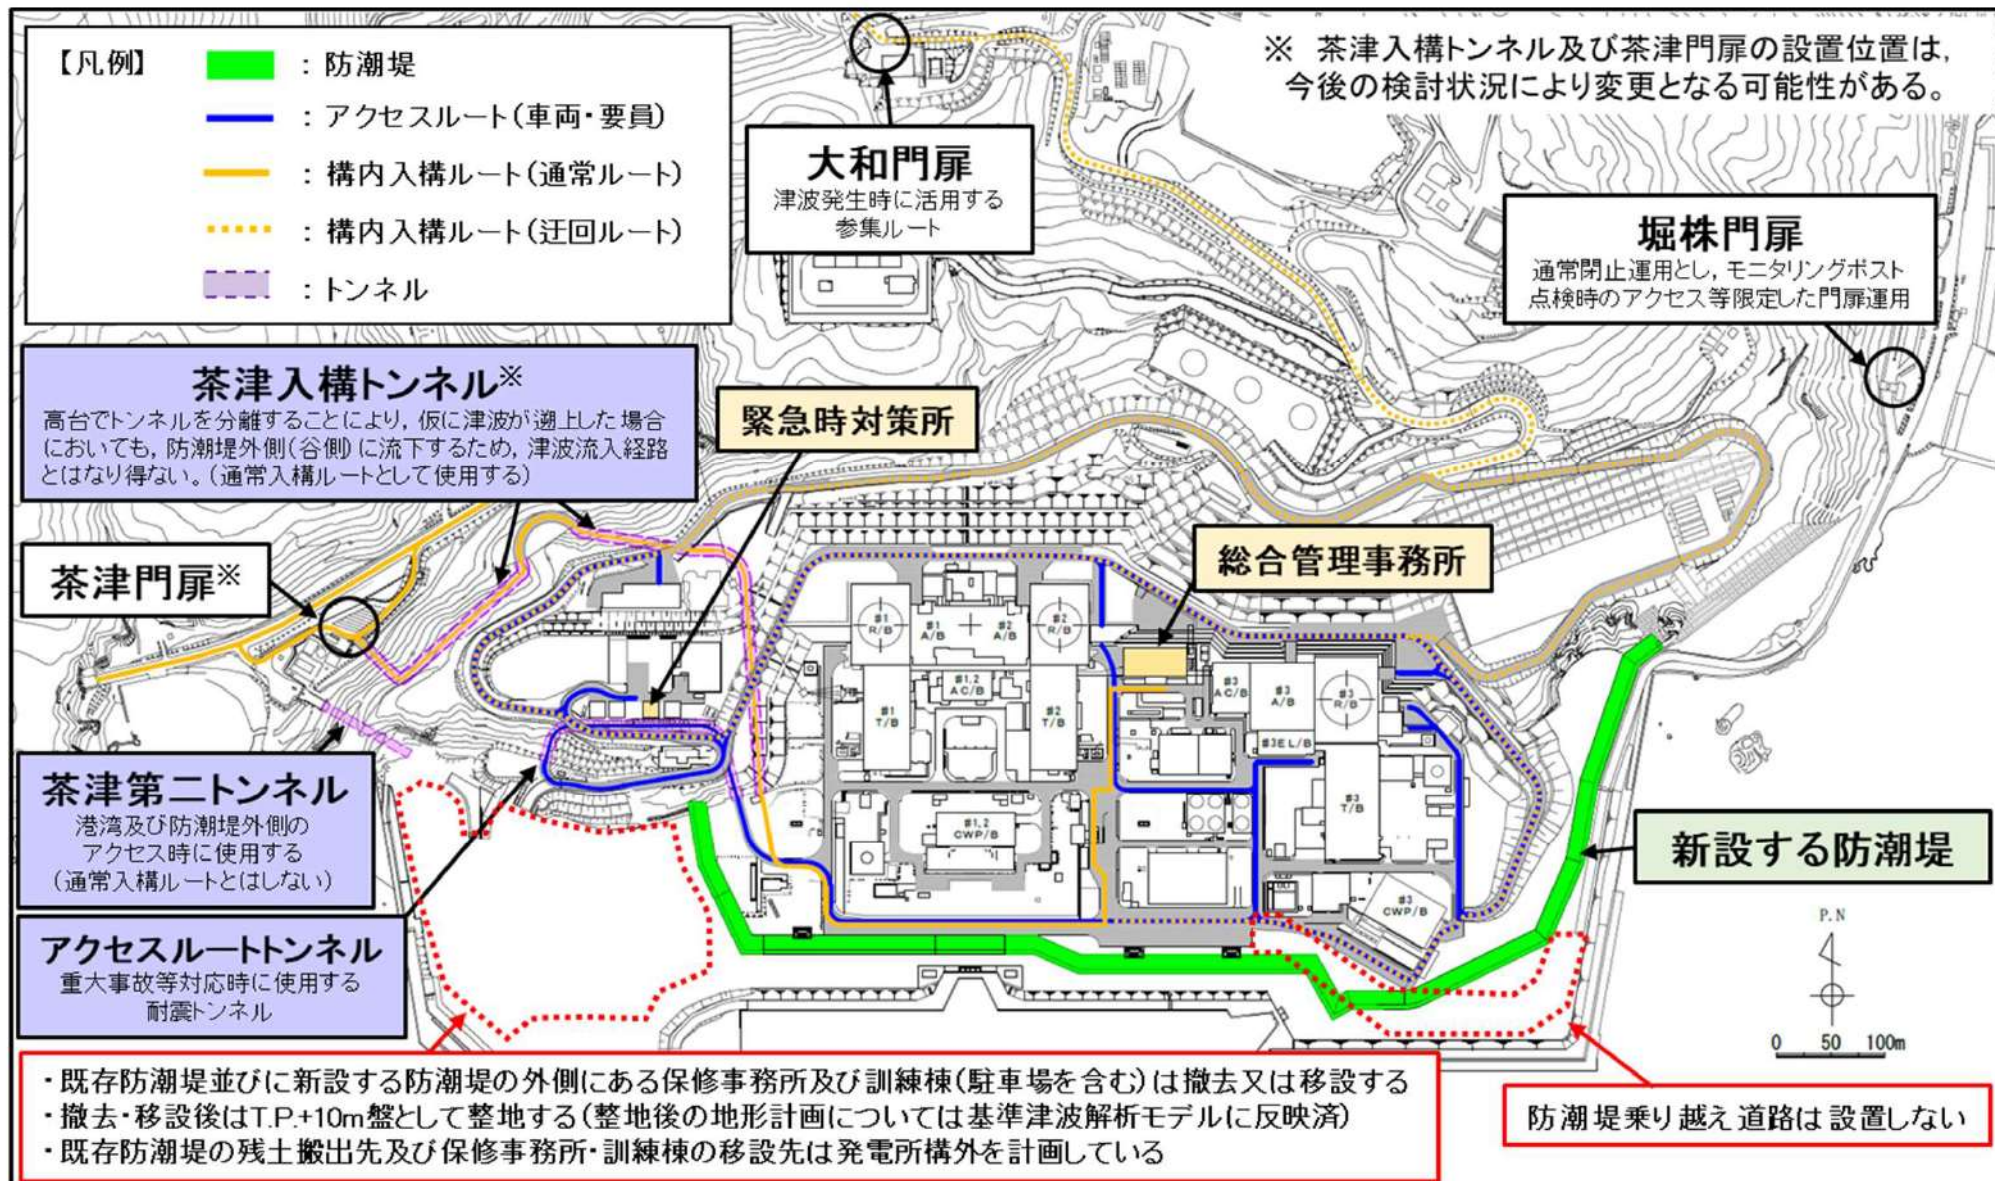 【凡例】
：防潮堤
：アクセスルート(車両・要員)
：構内入構ルート(通常ルート)
：構内入構ルート(迂回ルート)
：トンネル
※ 茶津入構トンネル及び茶津門扉の設置位置は，
今後の検討状況により変更となる可能性がある。
大和門扉
津波発生時に活用する
参集ルート
堀株門扉
通常閉止運用とし，モニタリングポスト
点検時のアクセス等限定した門扉運用
茶津入構トンネル※
高台でトンネルを分離することにより，仮に津波が遡上した場合
においても，防潮堤外側(谷側)に流下するため，津波流入経路
とはなり得ない。(通常入構ルートとして使用する)
緊急時対策所
総合管理事務所
茶津門扉※
#1
R/B
#1
A/B
#2
A/B
#2
R/B
#1,2
AC/B
#1
T/B
#2
T/B
#1,2
CWP/B
#3
AC/B
#3
A/B
#3
R/B
#3EL/B
#3
T/B
#3
CWP/B
茶津第二トンネル
港湾及び防潮堤外側の
アクセス時に使用する
(通常入構ルートとはしない)
アクセスルートトンネル
重大事故等対応時に使用する
耐震トンネル
新設する防潮堤
P.N
0 50 100m
・既存防潮堤並びに新設する防潮堤の外側にある保修事務所及び訓練棟(駐車場を含む)は撤去又は移設する
・撤去・移設後はT.P.+10m盤として整地する(整地後の地形計画については基準津波解析モデルに反映済)
・既存防潮堤の残土搬出先及び保修事務所・訓練棟の移設先は発電所構外を計画している
防潮堤乗り越え道路は設置しない